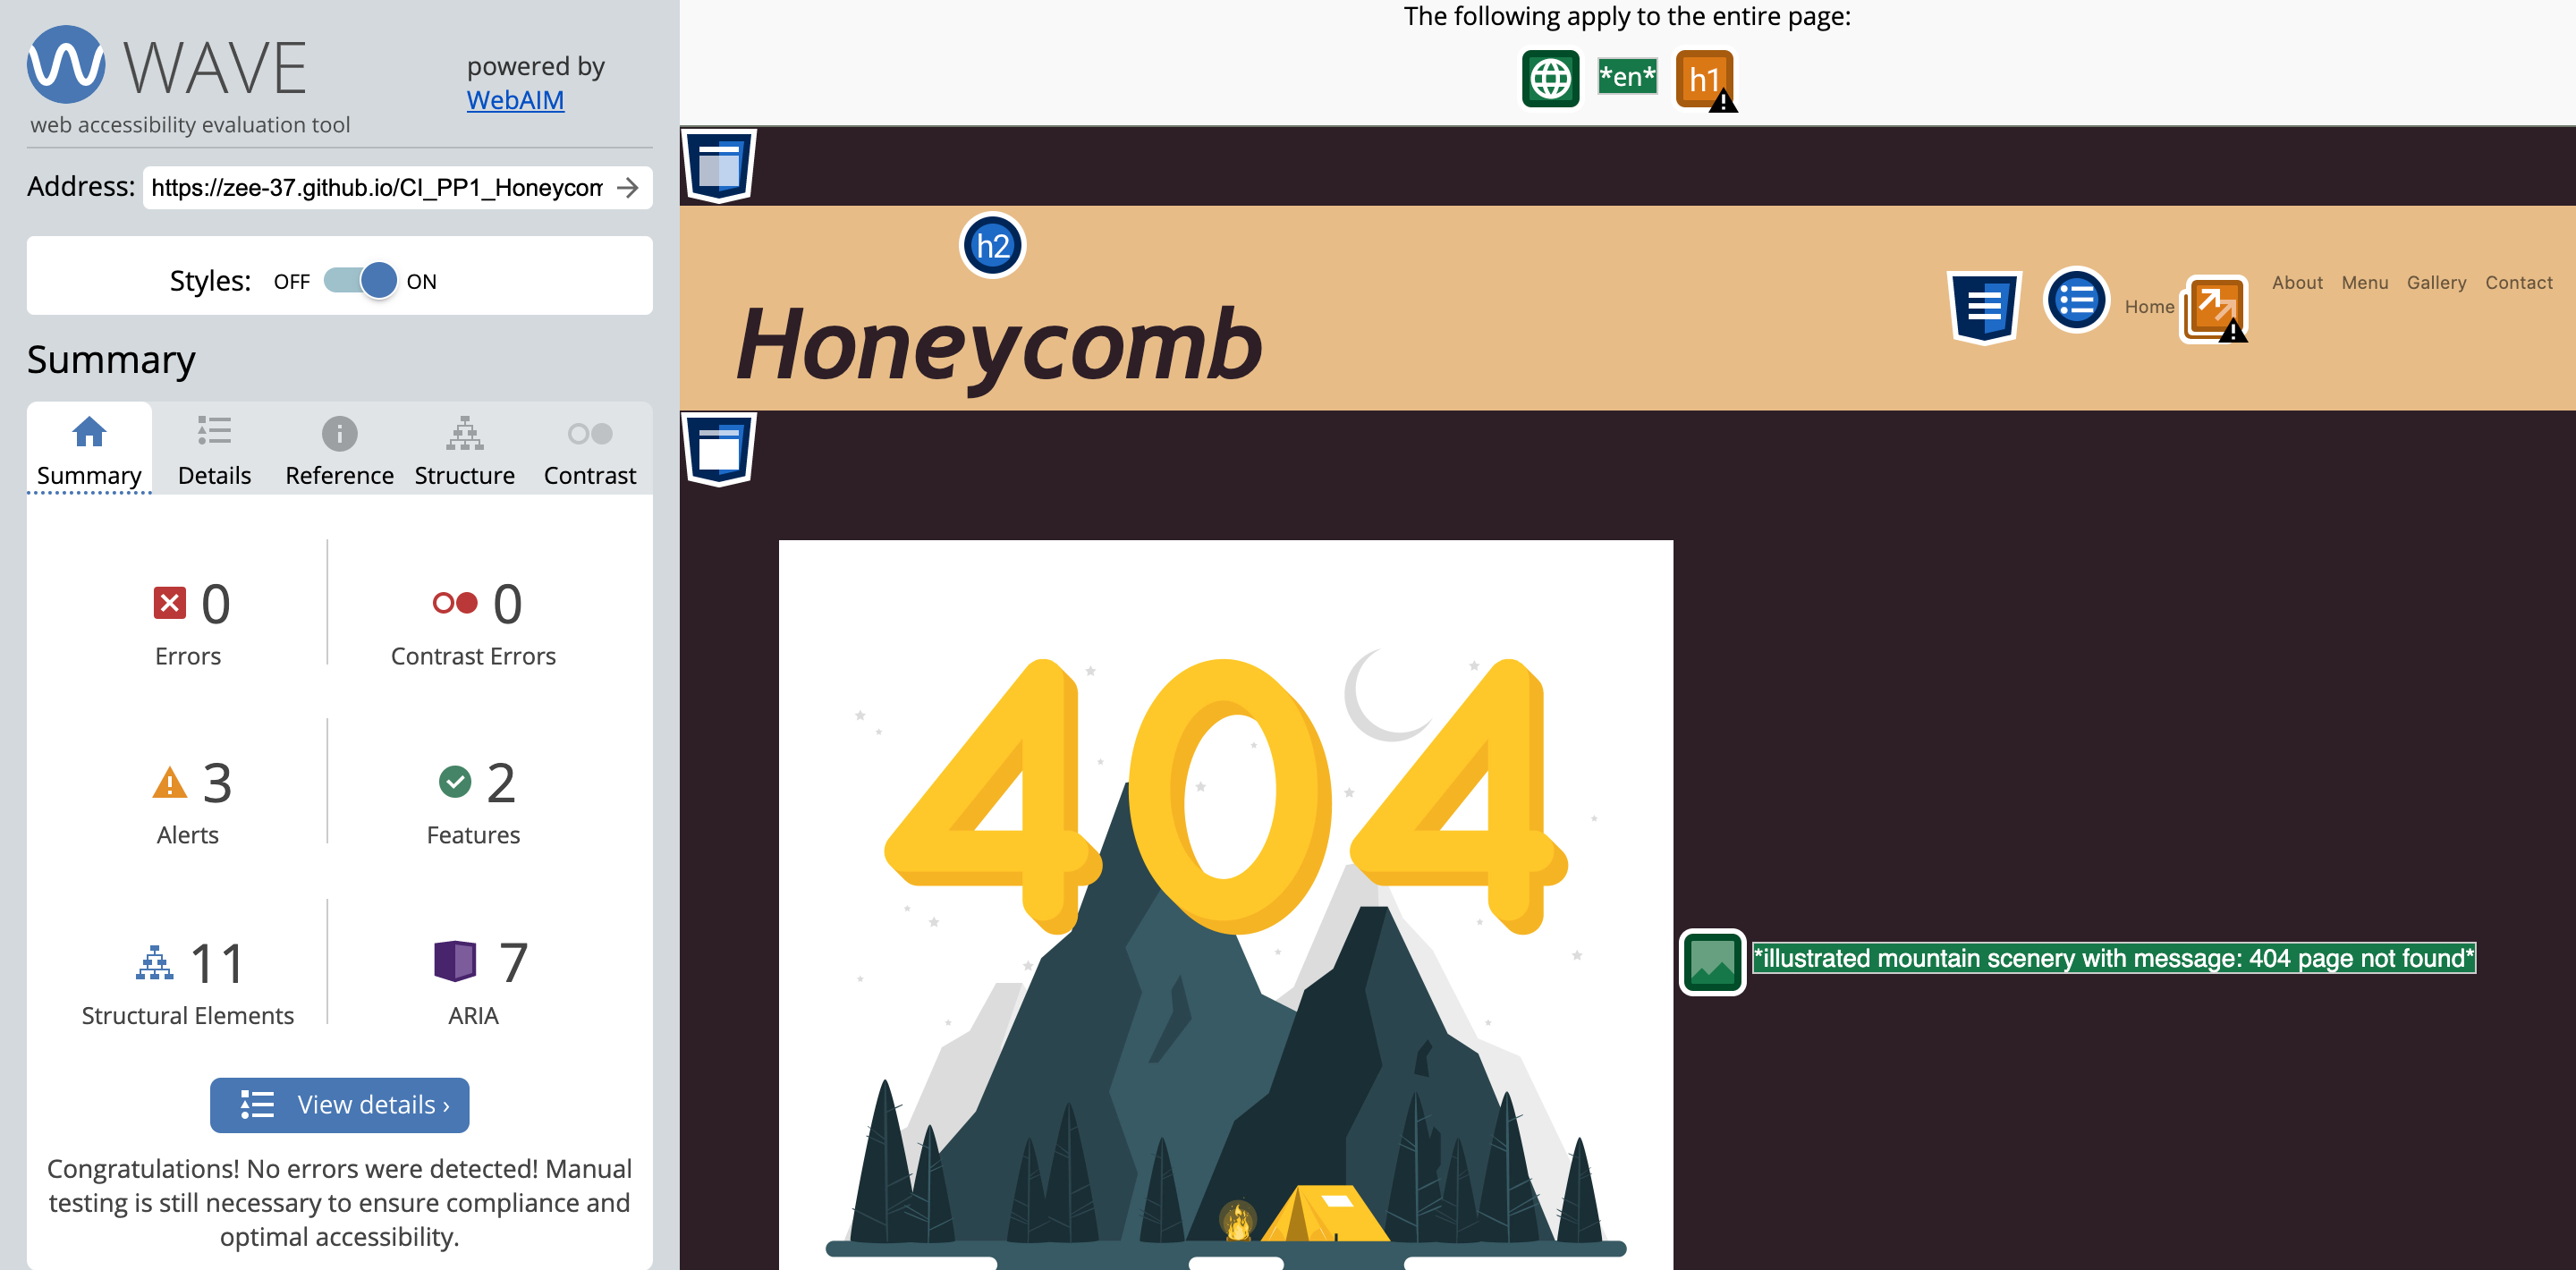 WAVE
powered by
WebAIM
web accessibility evaluation tool
Address: https://zee-37.github.io/CI_PP1_Honeycom
Styles: OFF ON
Summary
Summary Details Reference Structure Contrast
0
Errors
0
Contrast Errors
3
Alerts
2
Features
11
Structural Elements
7
ARIA
View details ›
Congratulations! No errors were detected! Manual
testing is still necessary to ensure compliance and
optimal accessibility.
The following apply to the entire page:
*en* h1
h2
Honeycomb
Home About Menu Gallery Contact
404
*illustrated mountain scenery with message: 404 page not found*